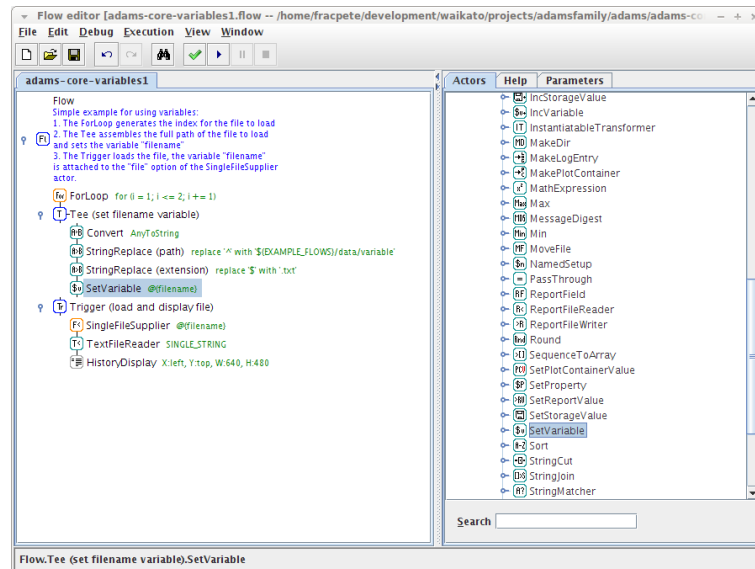 Flow editor [adams-core-variables1.flow -- /home/fracpete/development/waikato/projects/adamsfamily/adams/adams-co
File Edit Debug Execution View Window
adams-core-variables1
Flow
Simple example for using variables:
1. The ForLoop generates the index for the file to load
2. The Tee assembles the full path of the file to load
and sets the variable "filename"
3. The Trigger loads the file, the variable "filename"
is attached to the "file" option of the SingleFileSupplier
actor.
ForLoop for (i = 1; i <= 2; i += 1)
Tee (set filename variable)
Convert AnyToString
StringReplace (path) replace '^' with '${EXAMPLE_FLOWS}/data/variable'
StringReplace (extension) replace '$' with '.txt'
SetVariable @{filename}
Trigger (load and display file)
SingleFileSupplier @{filename}
TextFileReader SINGLE_STRING
HistoryDisplay X:left, Y:top, W:640, H:480
Actors Help Parameters
IncStorageValue
IncVariable
InstantiatableTransformer
MakeDir
MakeLogEntry
MakePlotContainer
MathExpression
Max
MessageDigest
Min
MoveFile
NamedSetup
PassThrough
ReportField
ReportFileReader
ReportFileWriter
Round
SequenceToArray
SetPlotContainerValue
SetProperty
SetReportValue
SetStorageValue
SetVariable
Sort
StringCut
StringJoin
StringMatcher
Search
Flow.Tee (set filename variable).SetVariable